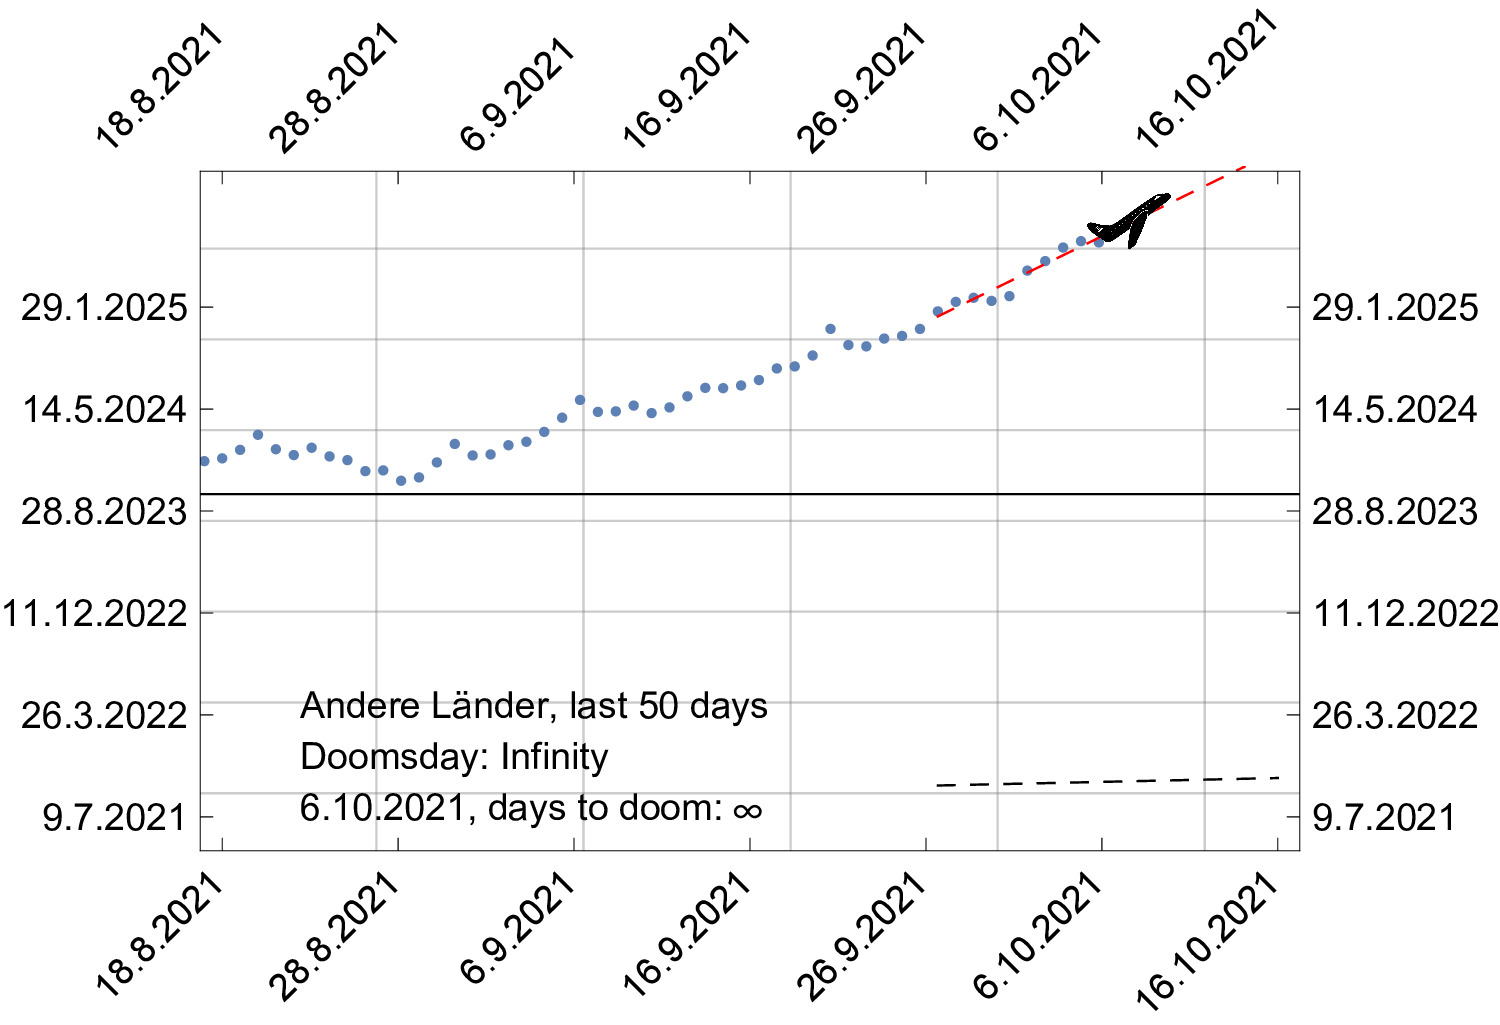 18.8.2021 28.8.2021 6.9.2021 16.9.2021 26.9.2021 6.10.2021 16.10.2021
29.1.2025 29.1.2025
14.5.2024 14.5.2024
28.8.2023 28.8.2023
11.12.2022 11.12.2022
Andere Länder, last 50 days
26.3.2022 26.3.2022
Doomsday: Infinity
6.10.2021, days to doom: ∞
9.7.2021 9.7.2021
18.8.2021 28.8.2021 6.9.2021 16.9.2021 26.9.2021 6.10.2021 16.10.2021